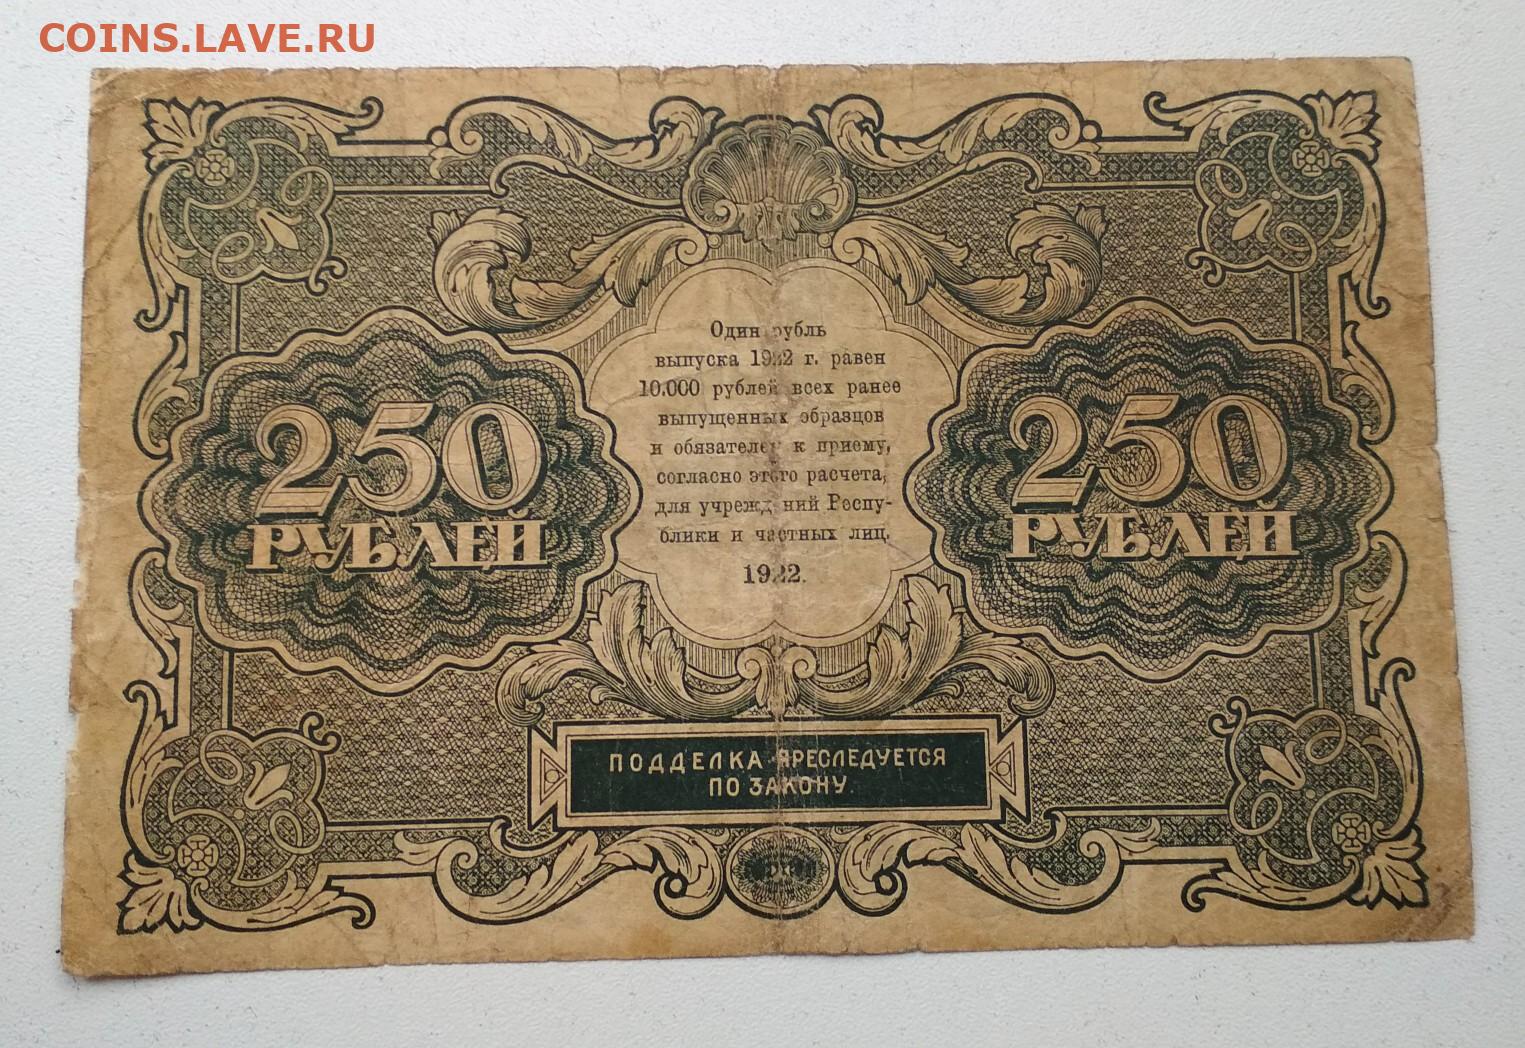 COINS.LAVE.RU
Один рубль
выпуска 1922 г. равен
10.000 рублей всех ранее
выпущенных образцов
и обязателен к приему,
согласно этого расчета,
для учреждений Респу-
блики и частных лиц.
1922.
250
РУБЛЕЙ
250
РУБЛЕЙ
ПОДДЕЛКА ПРЕСЛЕДУЕТСЯ
ПО ЗАКОНУ.